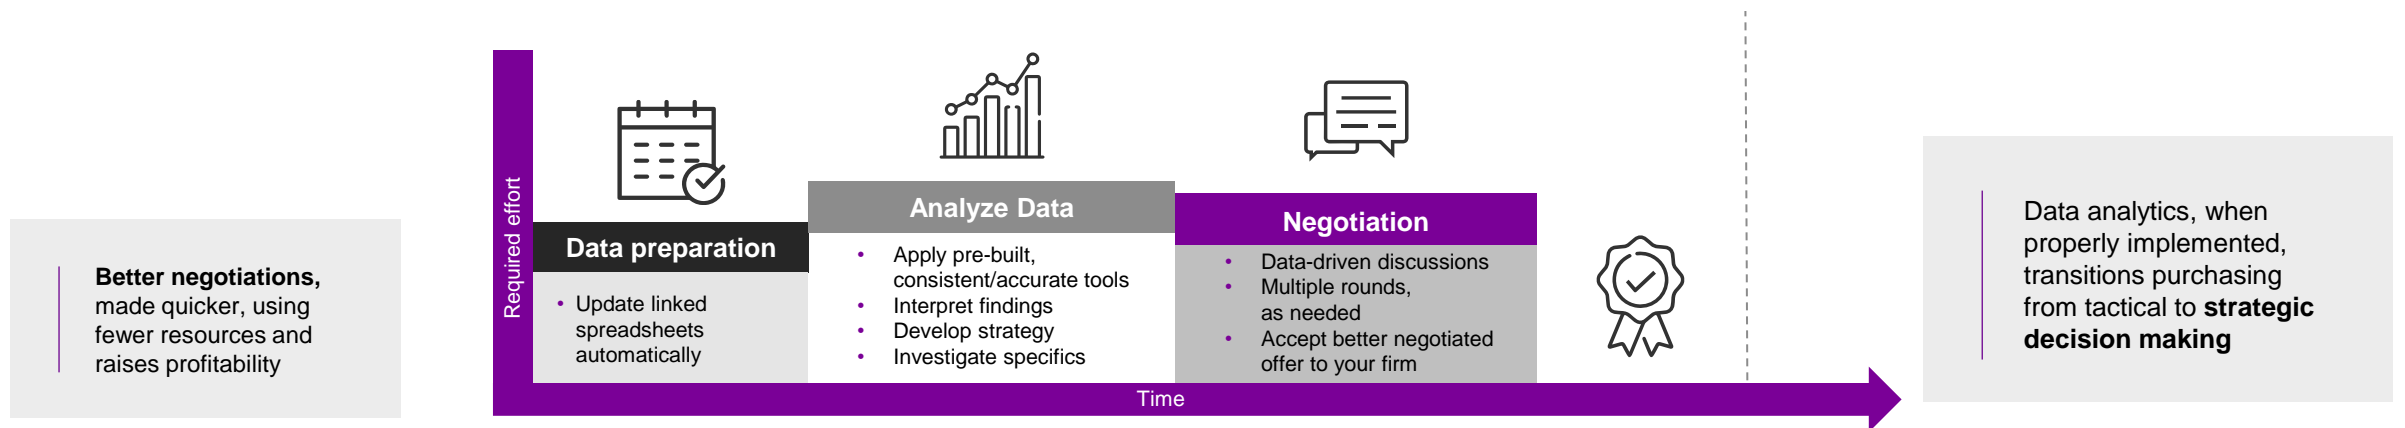 Better negotiations,
made quicker, using
fewer resources and
raises profitability
Required effort
Data preparation
• Update linked
spreadsheets
automatically
Analyze Data
• Apply pre-built,
consistent/accurate tools
• Interpret findings
• Develop strategy
• Investigate specifics
Negotiation
• Data-driven discussions
• Multiple rounds,
as needed
• Accept better negotiated
offer to your firm
Time
Data analytics, when
properly implemented,
transitions purchasing
from tactical to strategic
decision making